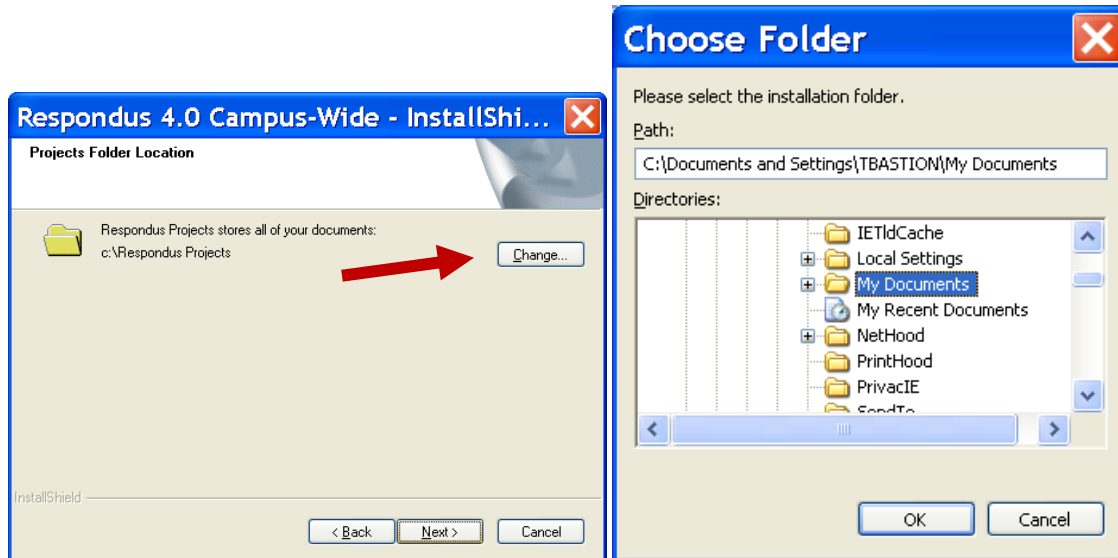 Respondus 4.0 Campus-Wide - InstallShi...
Projects Folder Location
Respondus Projects stores all of your documents:
c:\Respondus Projects
Change...
InstallShield
< Back
Next >
Cancel
Choose Folder
Please select the installation folder.
Path:
C:\Documents and Settings\TBASTION\My Documents
Directories:
IETldCache
Local Settings
My Documents
My Recent Documents
NetHood
PrintHood
PrivacIE
SendTo
OK
Cancel